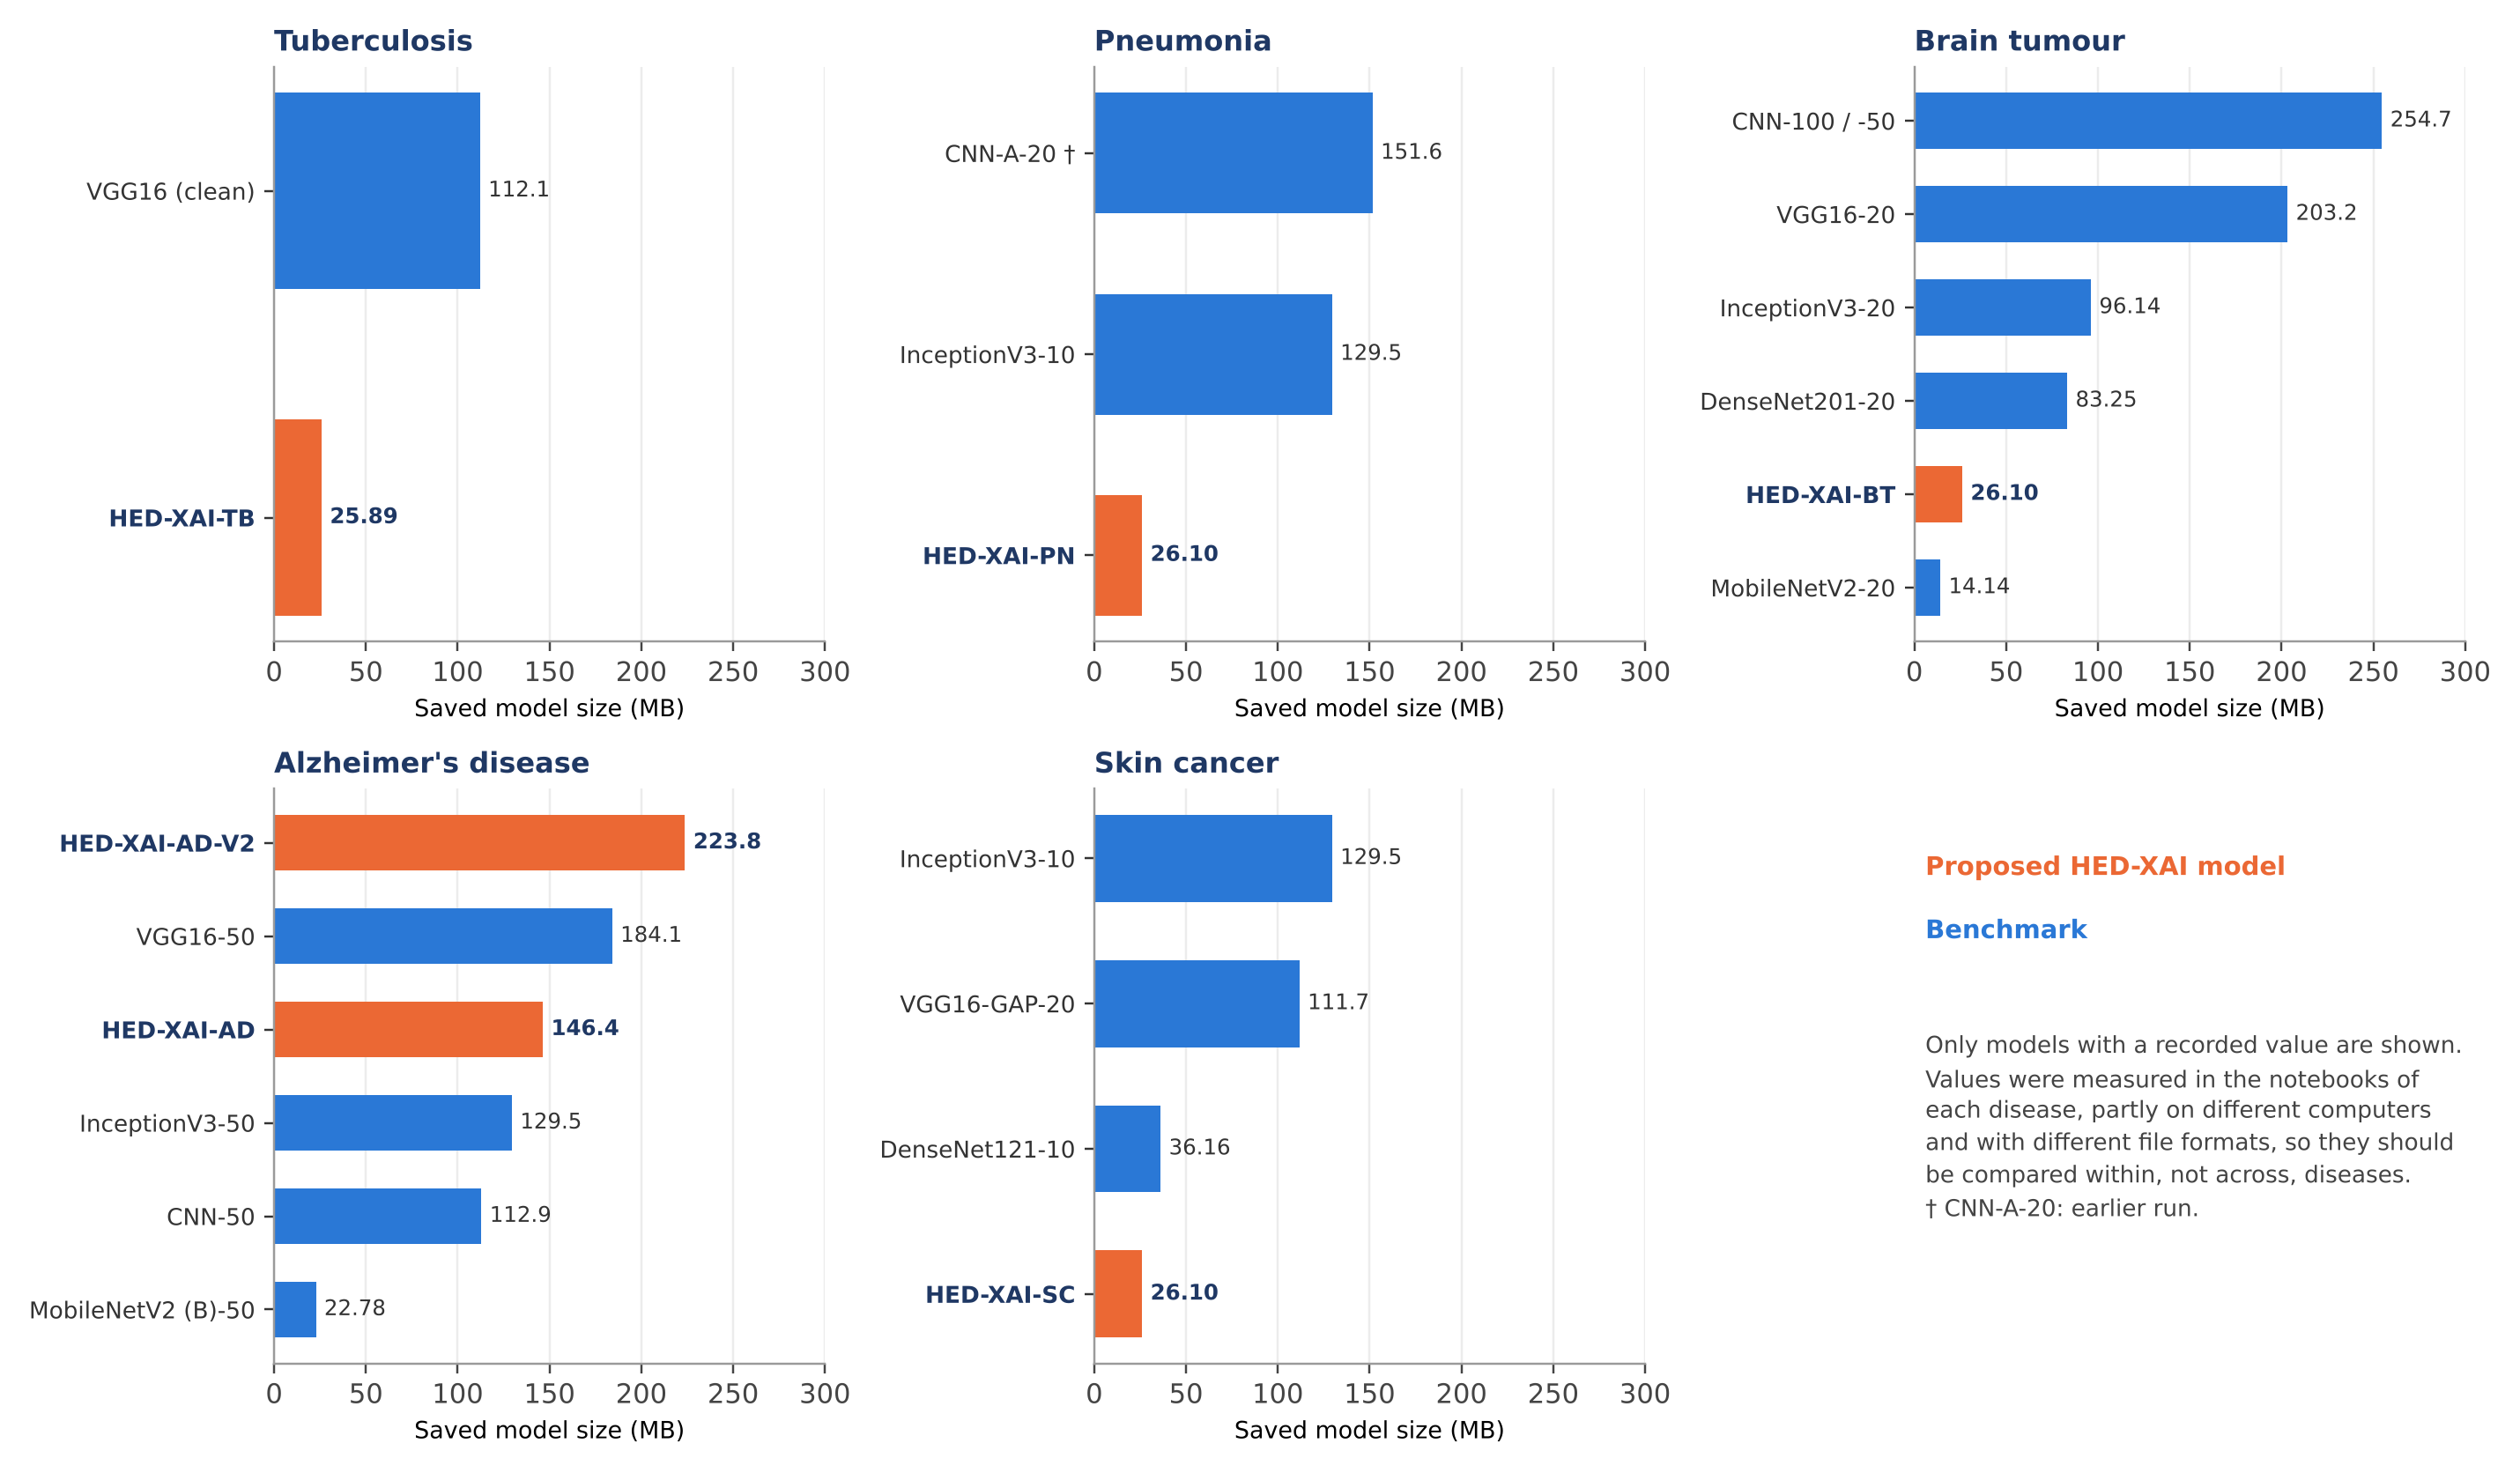 Tuberculosis
VGG16 (clean)
112.1
HED-XAI-TB
25.89
0 50 100 150 200 250 300
Saved model size (MB)
Pneumonia
CNN-A-20 †
151.6
InceptionV3-10
129.5
HED-XAI-PN
26.10
0 50 100 150 200 250 300
Saved model size (MB)
Brain tumour
CNN-100 / -50
254.7
VGG16-20
203.2
InceptionV3-20
96.14
DenseNet201-20
83.25
HED-XAI-BT
26.10
MobileNetV2-20
14.14
0 50 100 150 200 250 300
Saved model size (MB)
Alzheimer's disease
HED-XAI-AD-V2
223.8
VGG16-50
184.1
HED-XAI-AD
146.4
InceptionV3-50
129.5
CNN-50
112.9
MobileNetV2 (B)-50
22.78
0 50 100 150 200 250 300
Saved model size (MB)
Skin cancer
InceptionV3-10
129.5
VGG16-GAP-20
111.7
DenseNet121-10
36.16
HED-XAI-SC
26.10
0 50 100 150 200 250 300
Saved model size (MB)
Proposed HED-XAI model
Benchmark
Only models with a recorded value are shown.
Values were measured in the notebooks of
each disease, partly on different computers
and with different file formats, so they should
be compared within, not across, diseases.
† CNN-A-20: earlier run.